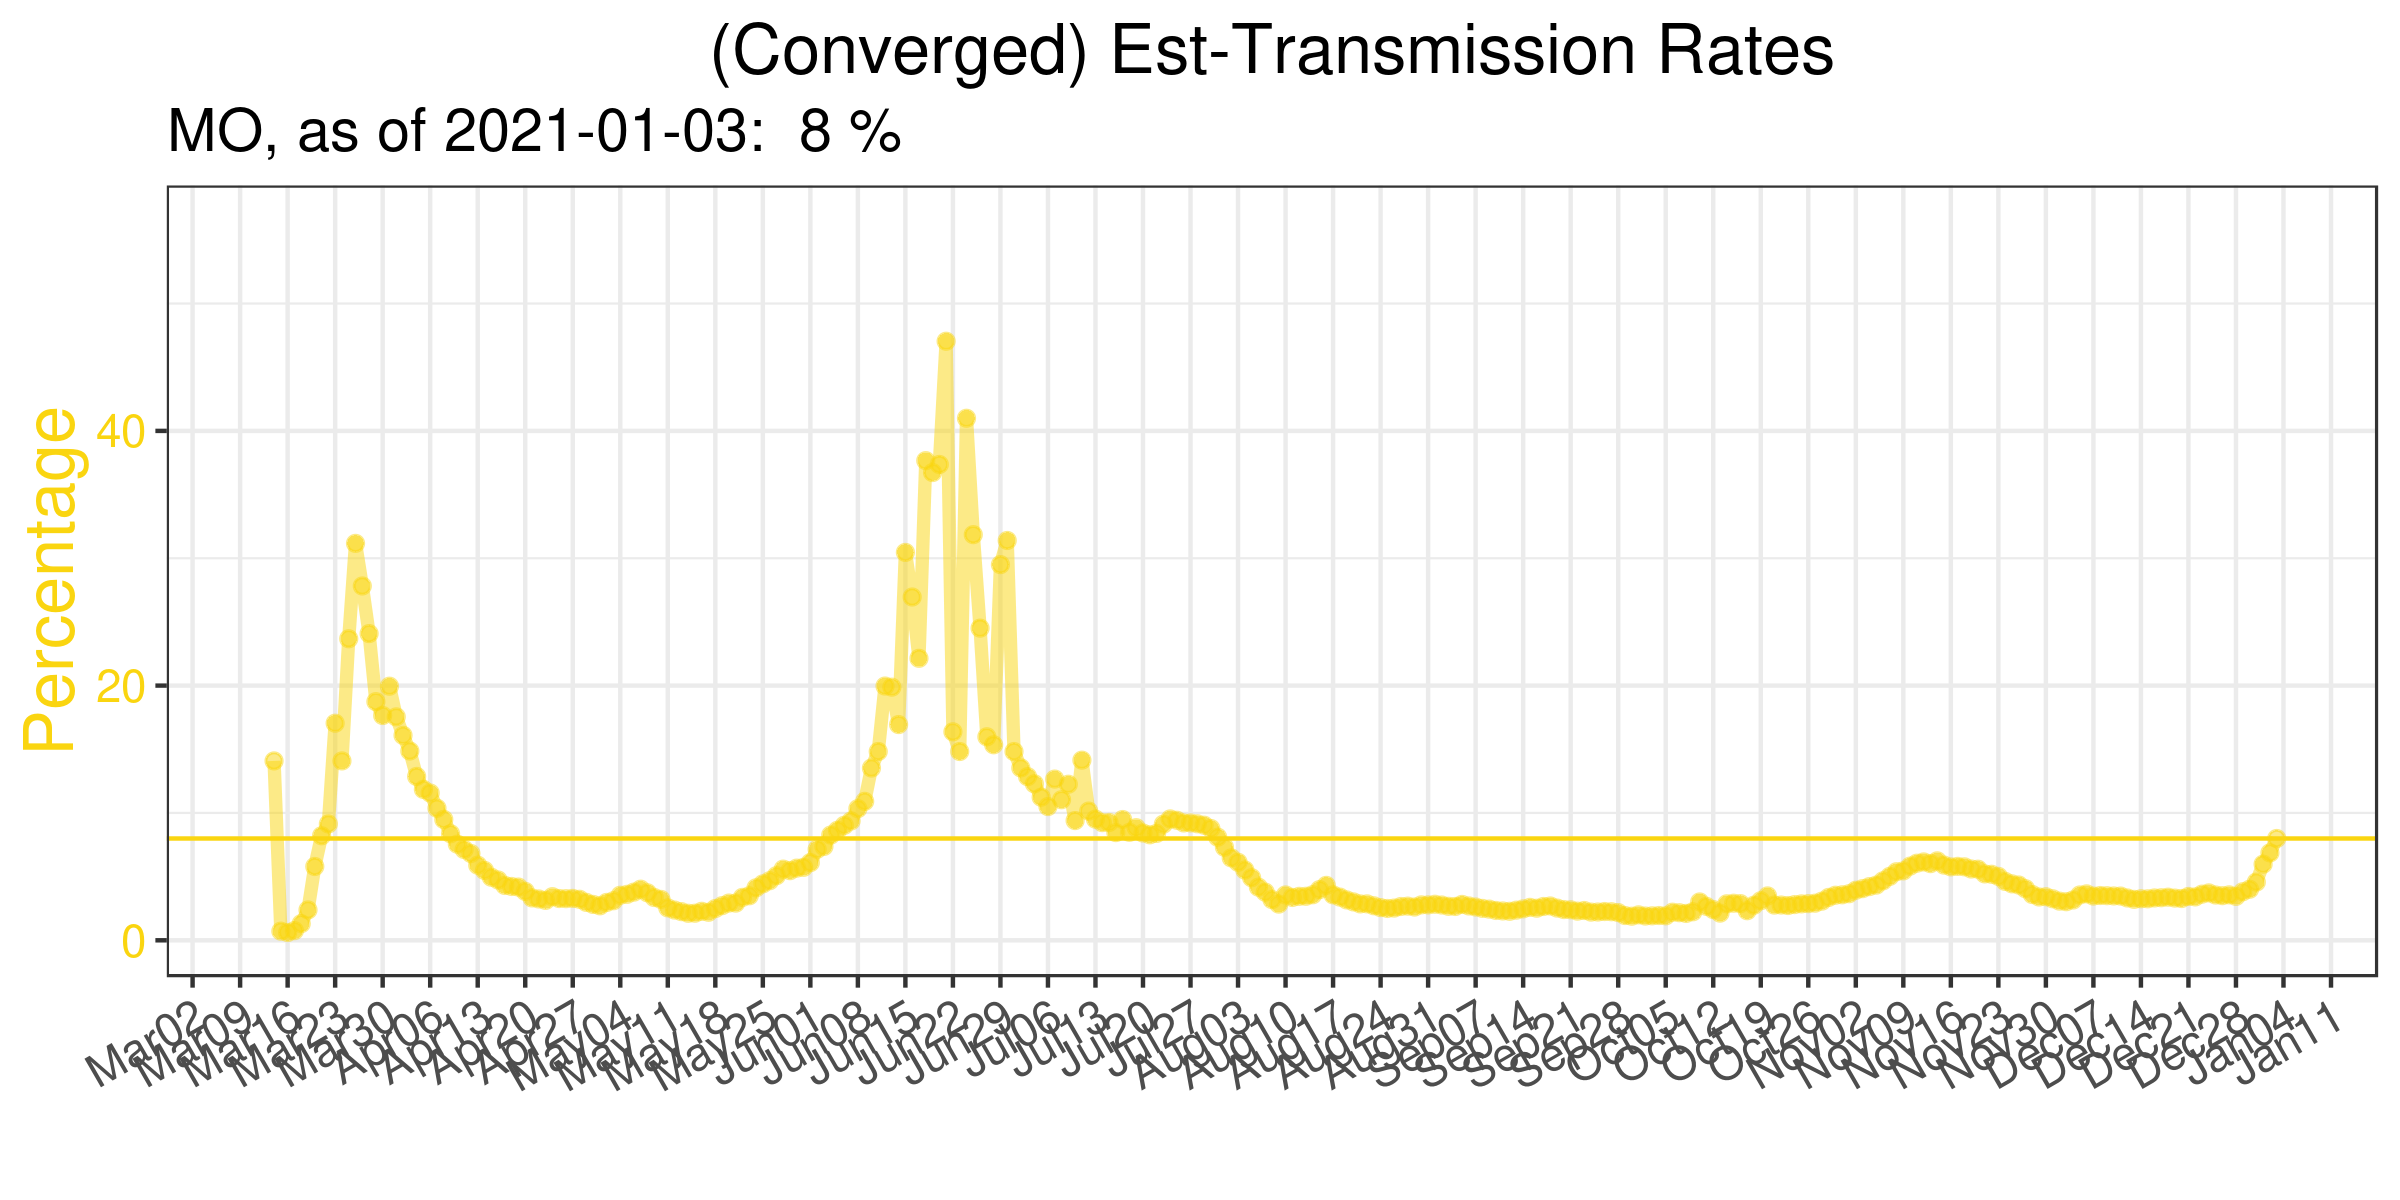 (Converged) Est-Transmission Rates
MO, as of 2021-01-03:  8 %
Percentage
40
20
0
Mar02
Mar09
Mar16
Mar23
Mar30
Apr06
Apr13
Apr20
Apr27
May04
May11
May18
May25
Jun01
Jun08
Jun15
Jun22
Jun29
Jul06
Jul13
Jul20
Jul27
Aug03
Aug10
Aug17
Aug24
Aug31
Sep07
Sep14
Sep21
Sep28
Oct05
Oct12
Oct19
Oct26
Nov02
Nov09
Nov16
Nov23
Nov30
Dec07
Dec14
Dec21
Dec28
Jan04
Jan11